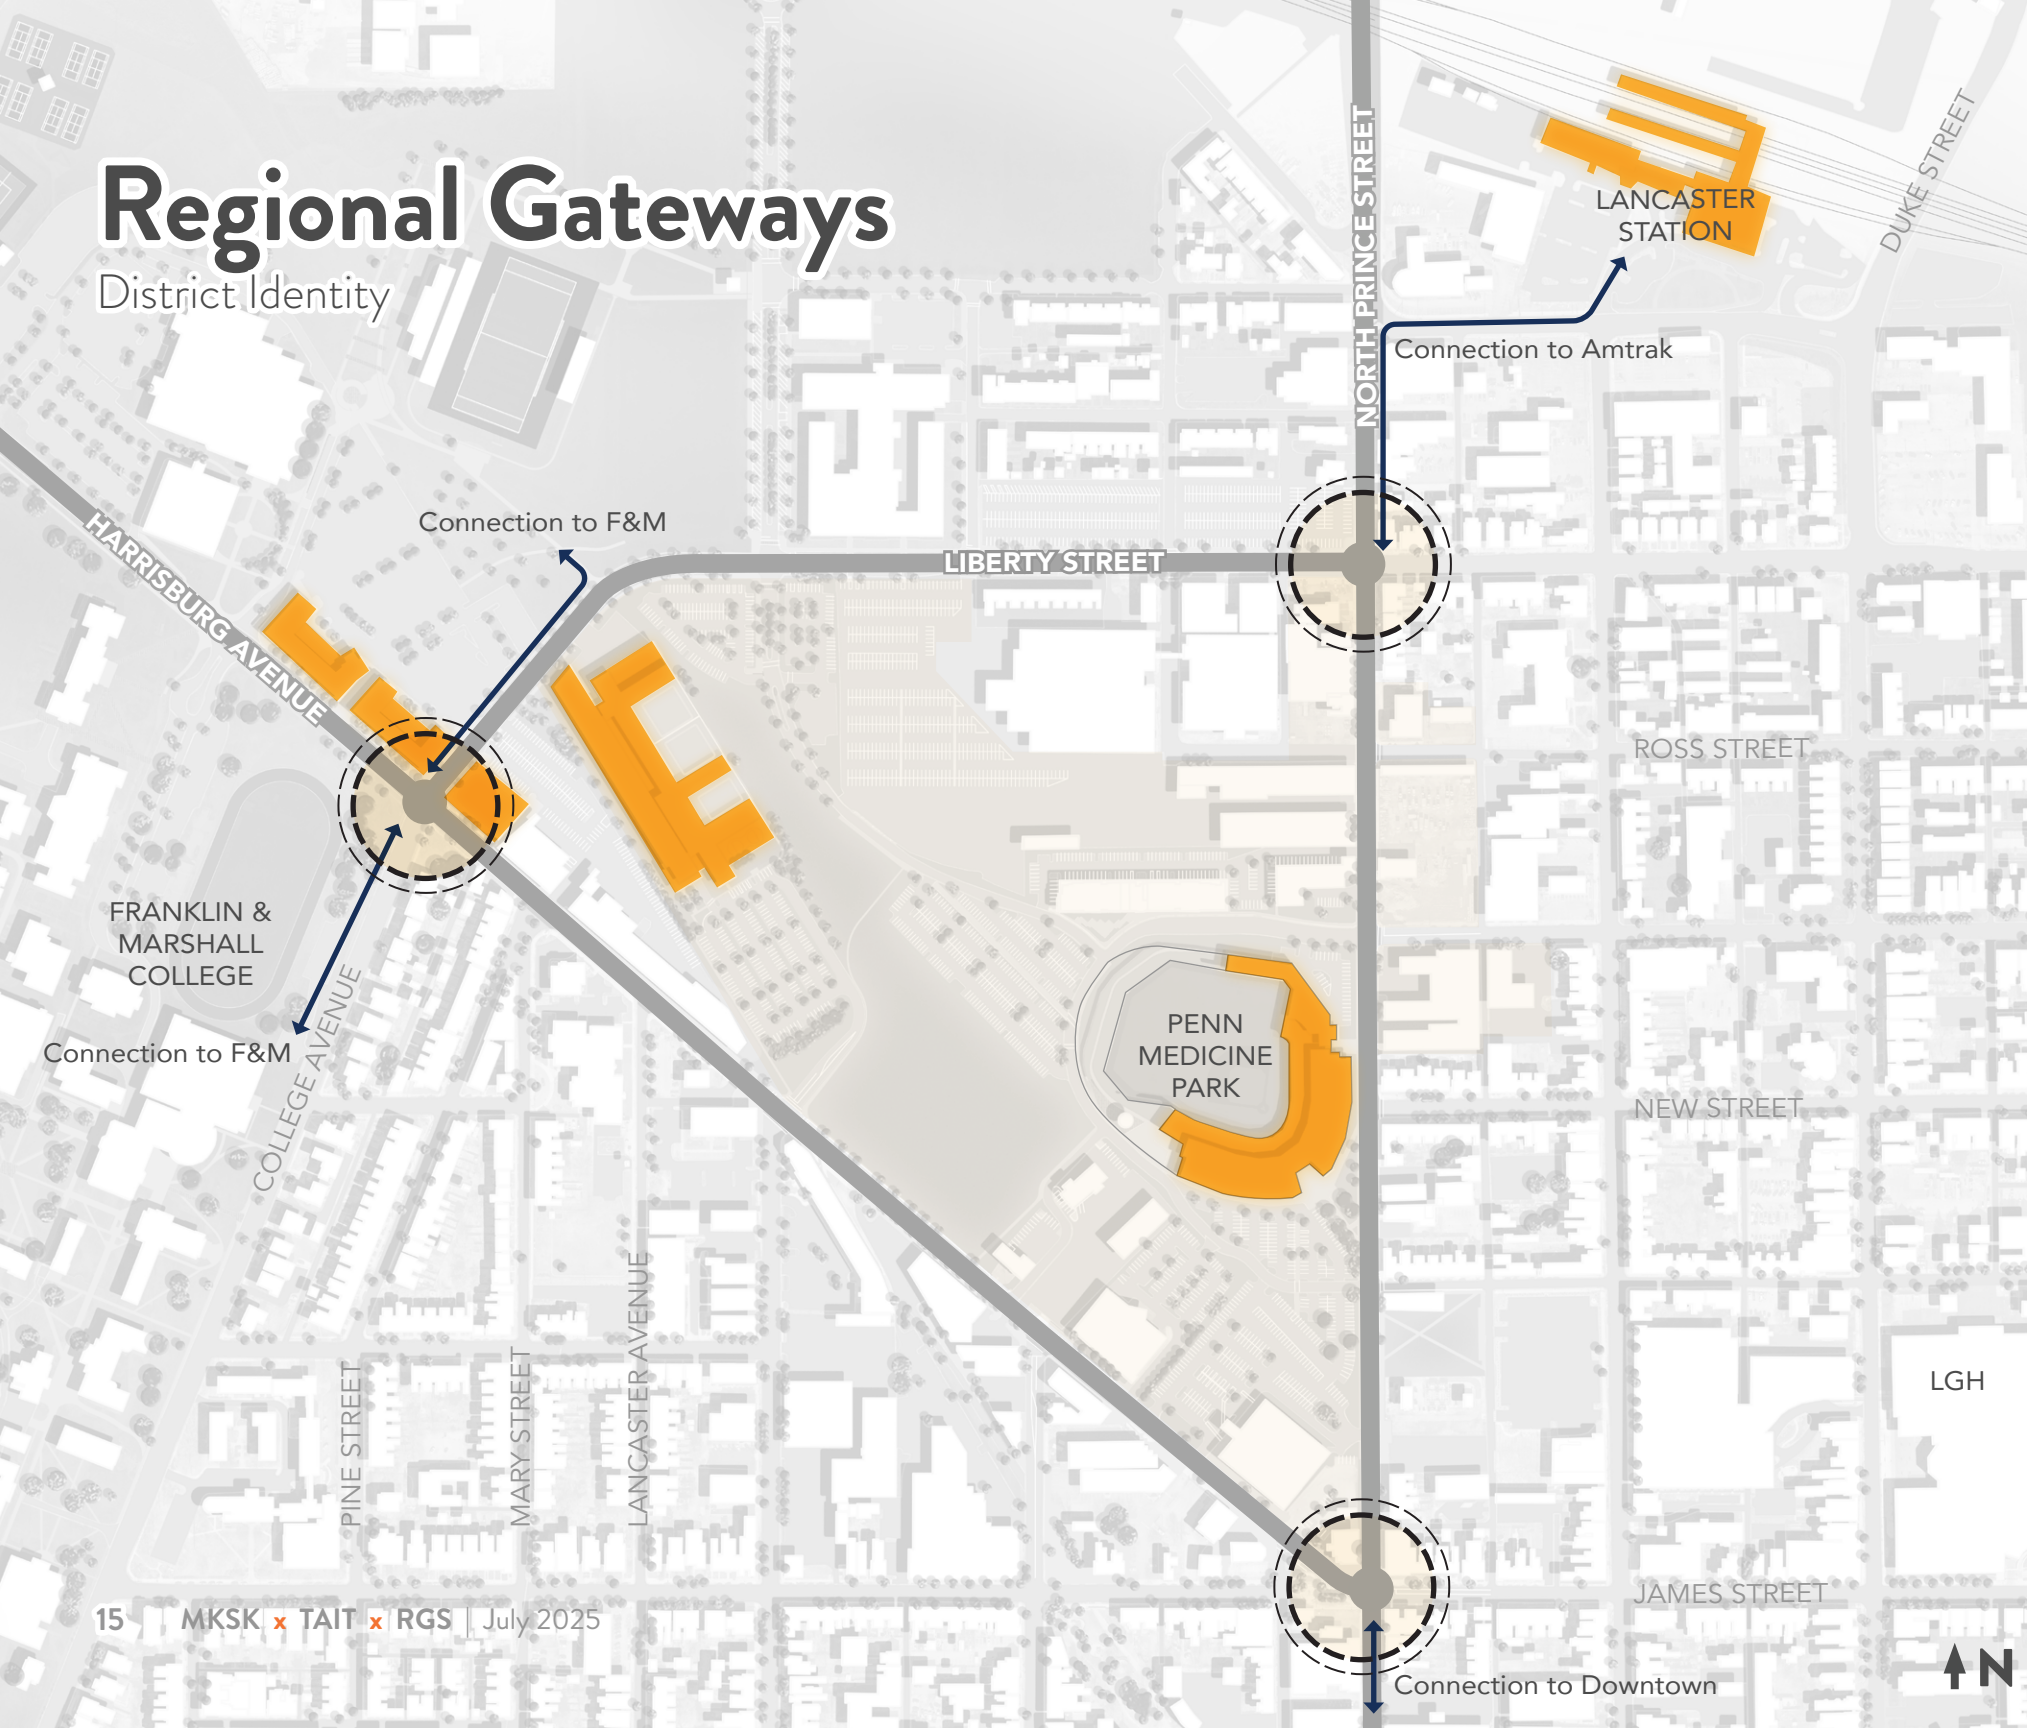 Regional Gateways
District Identity
NORTH PRINCE STREET
LANCASTER
STATION
DUKE STREET
Connection to Amtrak
Connection to F&M
HARRISBURG AVENUE
LIBERTY STREET
ROSS STREET
FRANKLIN &
MARSHALL
COLLEGE
Connection to F&M
COLLEGE AVENUE
PENN
MEDICINE
PARK
NEW STREET
PINE STREET
MARY STREET
LANCASTER AVENUE
LGH
JAMES STREET
Connection to Downtown
15 MKSK x TAIT x RGS | July 2025
N